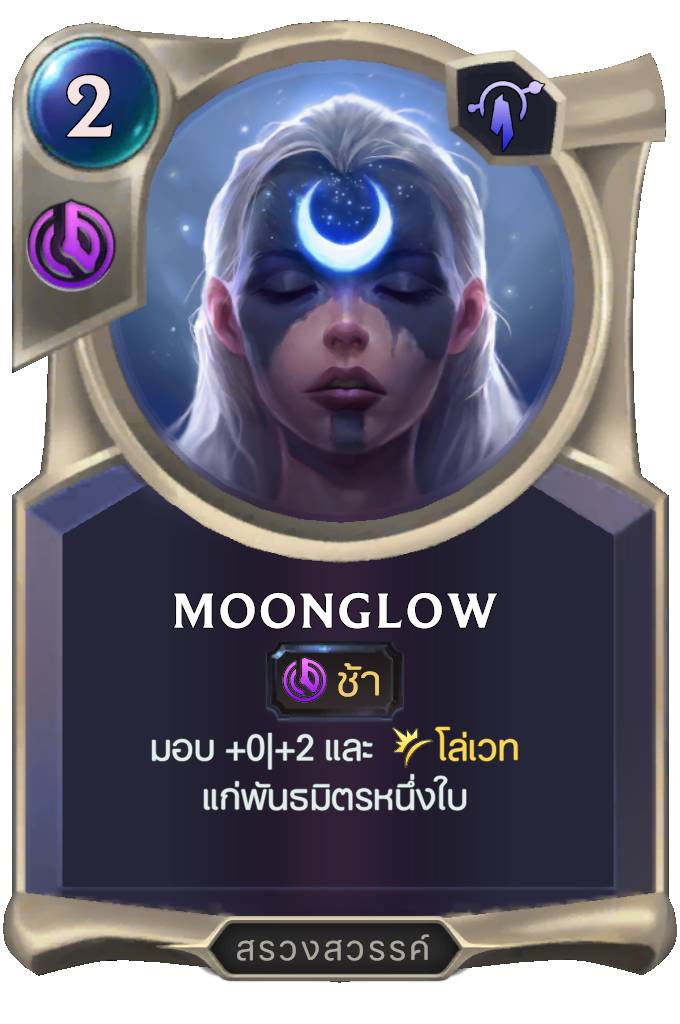 2
MOONGLOW
ช้า
มอบ +0|+2 และ โล่เวท
แก่พันธมิตรหนึ่งใบ
สรวงสวรรค์